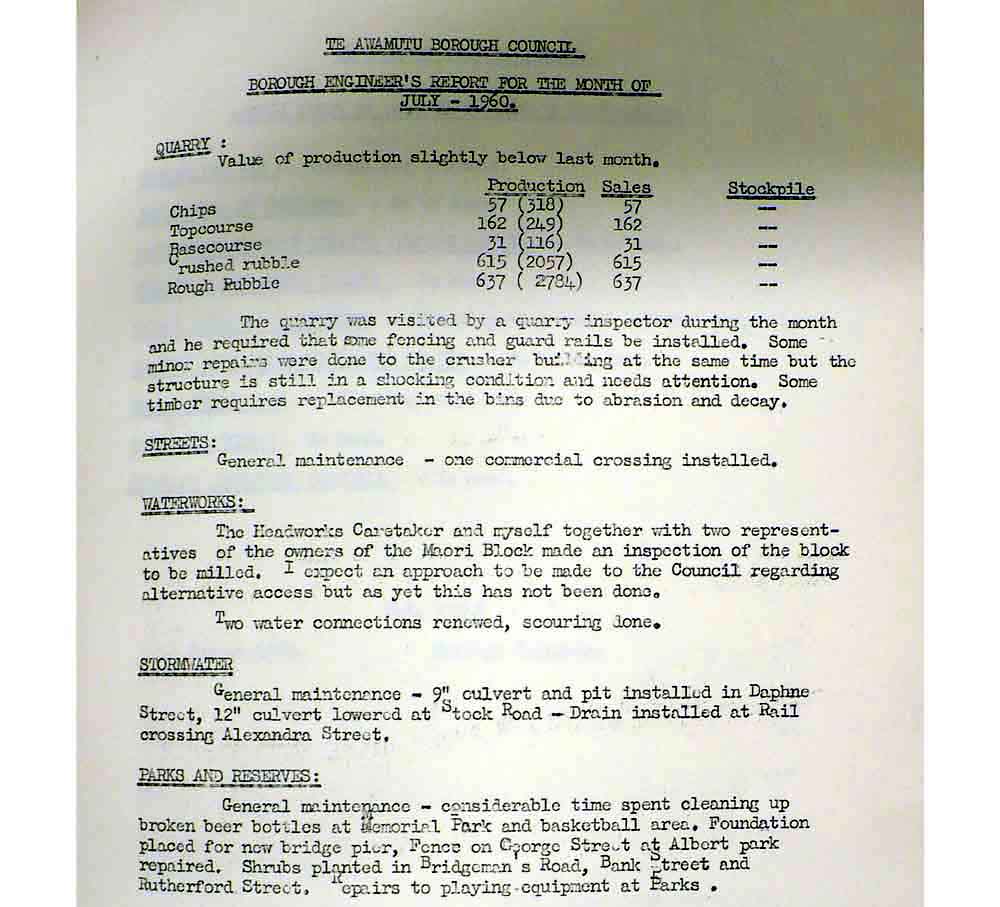 TE AWAMUTU BOROUGH COUNCIL
BOROUGH ENGINEER'S REPORT FOR THE MONTH OF
JULY - 1960.
QUARRY :
Value of production slightly below last month.
Production Sales Stockpile
Chips 57 (318) 57 --
Topcourse 162 (249) 162 --
Basecourse 31 (116) 31 --
Crushed rubble 615 (2057) 615 --
Rough Rubble 637 ( 2784) 637 --
The quarry was visited by a quarry inspector during the month
and he required that some fencing and guard rails be installed. Some
minor repairs were done to the crusher building at the same time but the
structure is still in a shocking condition and needs attention. Some
timber requires replacement in the bins due to abrasion and decay.
STREETS:
General maintenance - one commercial crossing installed.
WATERWORKS:
The Headworks Caretaker and myself together with two represent-
atives of the owners of the Maori Block made an inspection of the block
to be milled. I expect an approach to be made to the Council regarding
alternative access but as yet this has not been done.
Two water connections renewed, scouring done.
STORMWATER
General maintenance - 9" culvert and pit installed in Daphne
Street, 12" culvert lowered at Stock Road - Drain installed at Rail
crossing Alexandra Street.
PARKS AND RESERVES:
General maintenance - considerable time spent cleaning up
broken beer bottles at Memorial Park and basketball area. Foundation
placed for new bridge pier, Fence on George Street at Albert park
repaired. Shrubs planted in Bridgeman s Road, Bank Street and
Rutherford Street. Repairs to playing-equipment at Parks .